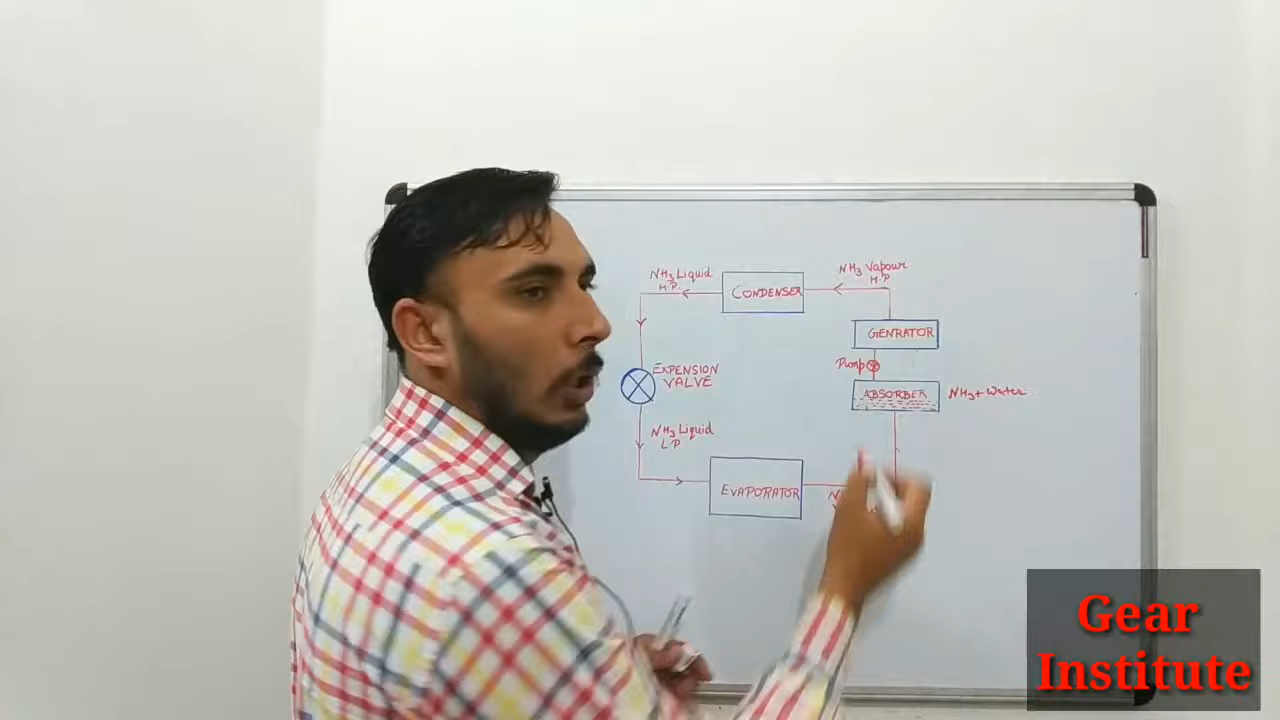 NH3 Liquid
H.P.
CONDENSER
NH3 Vapour
H.P
GENRATOR
Pump
EXPENSION
VALVE
ABSORBER
NH3+Water
NH3 Liquid
L.P
EVAPORATOR
Gear
Institute